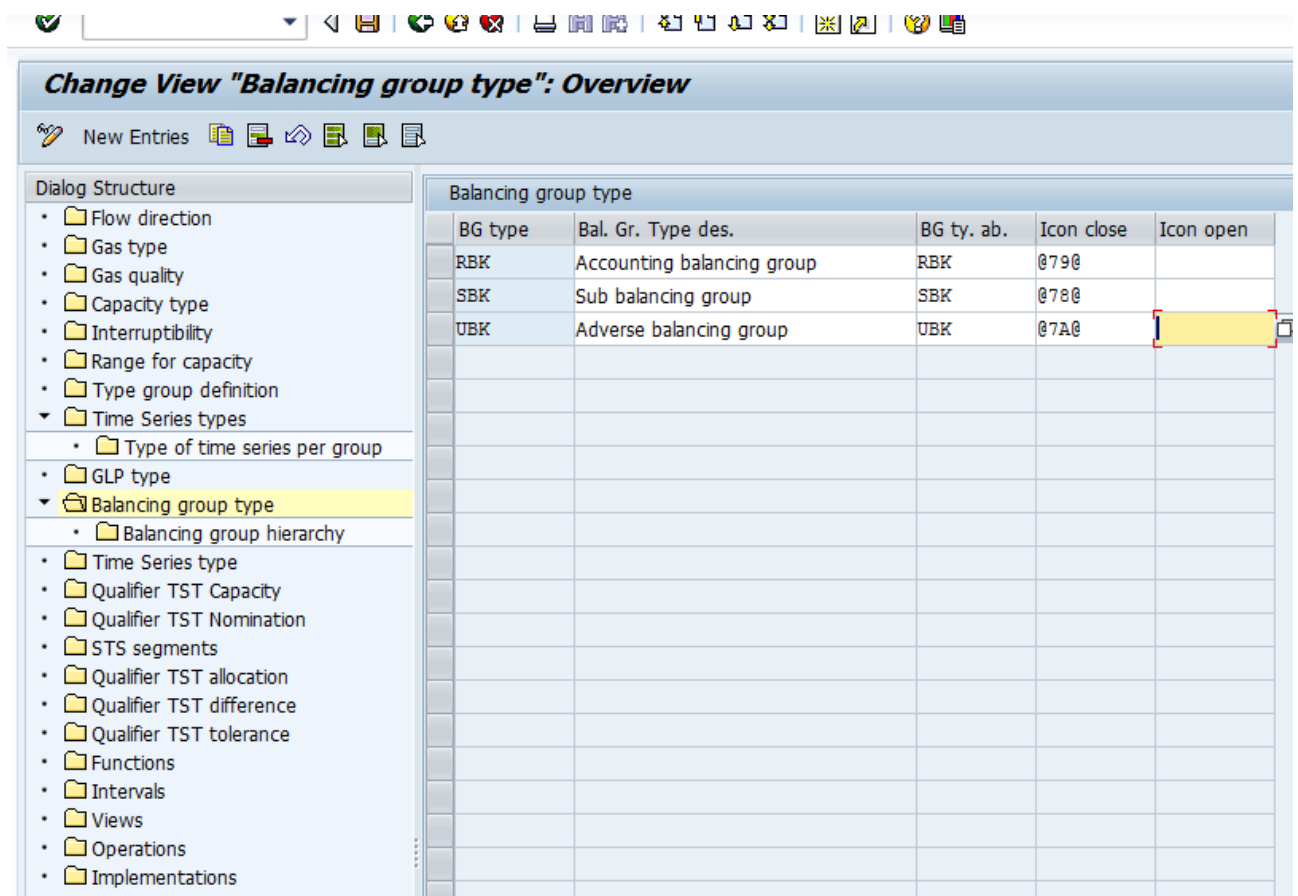 Change View "Balancing group type": Overview
New Entries
Dialog Structure
Flow direction
Gas type
Gas quality
Capacity type
Interruptibility
Range for capacity
Type group definition
Time Series types
Type of time series per group
GLP type
Balancing group type
Balancing group hierarchy
Time Series type
Qualifier TST Capacity
Qualifier TST Nomination
STS segments
Qualifier TST allocation
Qualifier TST difference
Qualifier TST tolerance
Functions
Intervals
Views
Operations
Implementations
Balancing group type
BG type Bal. Gr. Type des. BG ty. ab. Icon close Icon open
RBK Accounting balancing group RBK @79@
SBK Sub balancing group SBK @78@
UBK Adverse balancing group UBK @7A@